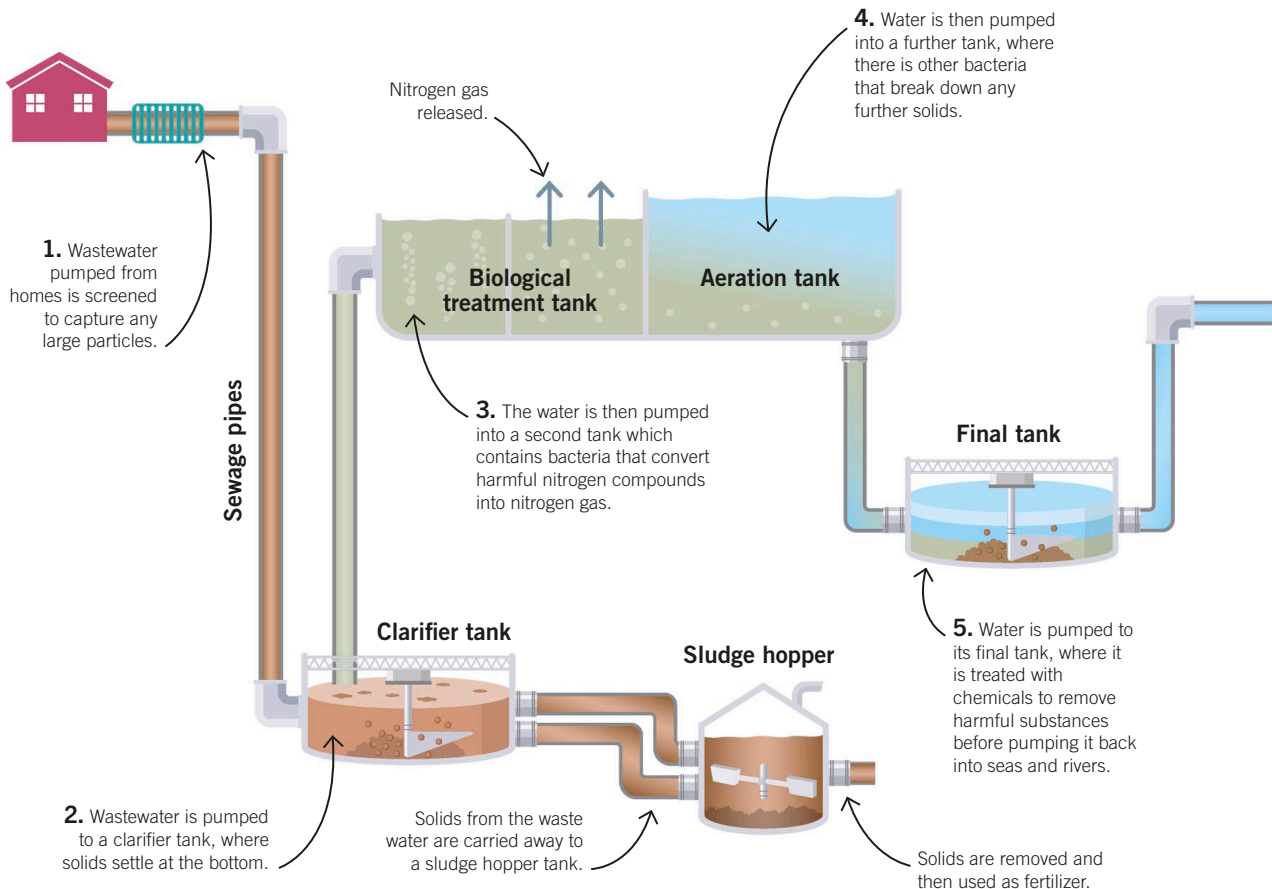 1. Wastewater
pumped from
homes is screened
to capture any
large particles.
Sewage pipes
2. Wastewater is pumped
to a clarifier tank, where
solids settle at the bottom.
Clarifier tank
Solids from the waste
water are carried away to
a sludge hopper tank.
Sludge hopper
Solids are removed and
then used as fertilizer.
Nitrogen gas
released.
Biological
treatment tank
3. The water is then pumped
into a second tank which
contains bacteria that convert
harmful nitrogen compounds
into nitrogen gas.
4. Water is then pumped
into a further tank, where
there is other bacteria
that break down any
further solids.
Aeration tank
Final tank
5. Water is pumped to
its final tank, where it
is treated with
chemicals to remove
harmful substances
before pumping it back
into seas and rivers.